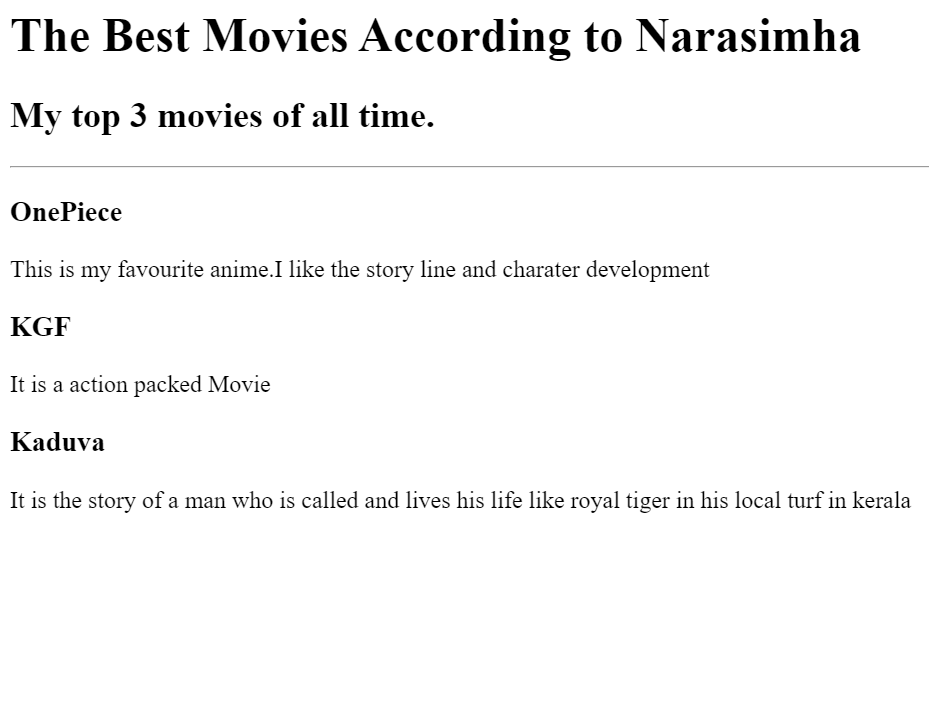 The Best Movies According to Narasimha
My top 3 movies of all time.
OnePiece
This is my favourite anime.I like the story line and charater development
KGF
It is a action packed Movie
Kaduva
It is the story of a man who is called and lives his life like royal tiger in his local turf in kerala